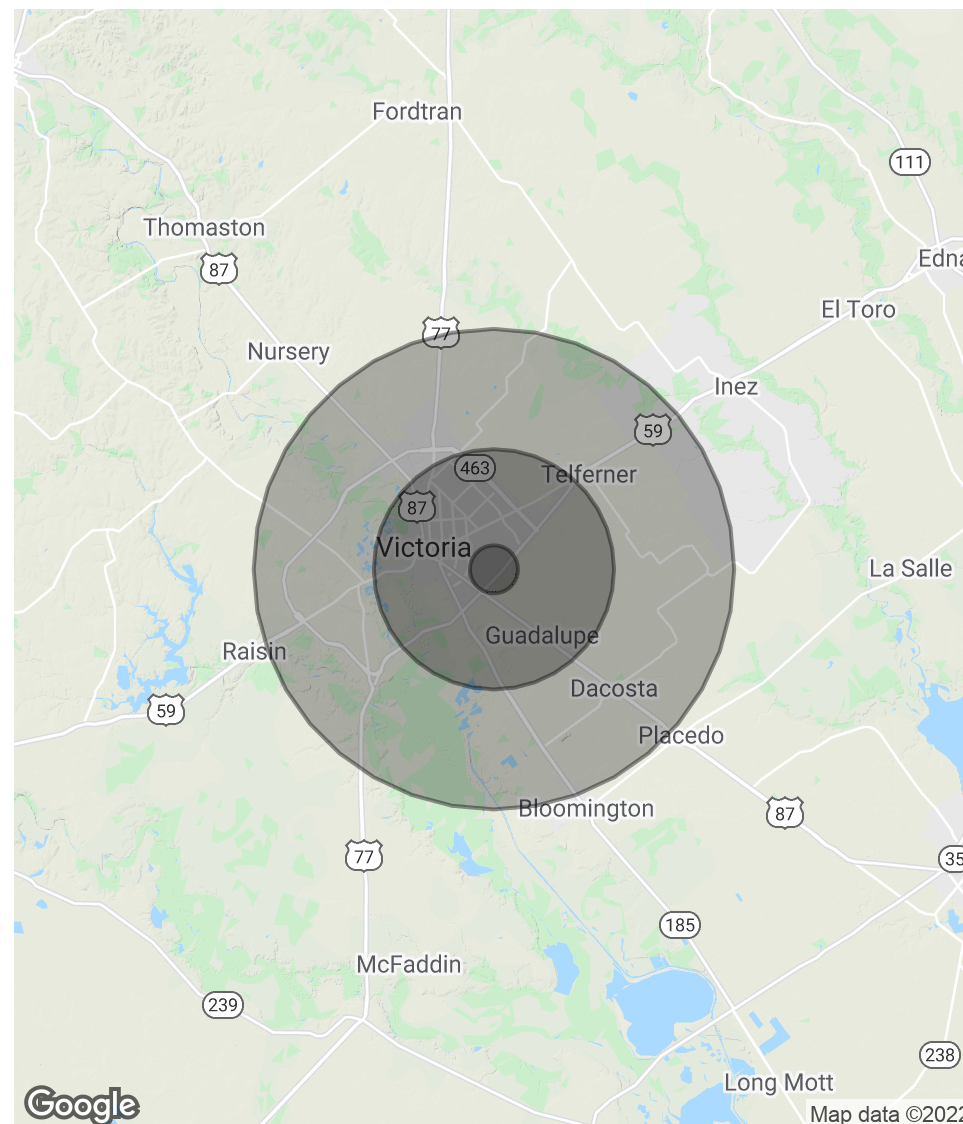 Fordtran
111
Thomaston
87
Edna
El Toro
77
Nursery
Inez
59
463
Telferner
87
Victoria
La Salle
Guadalupe
Raisin
Dacosta
59
Placedo
Bloomington
87
77
35
185
McFaddin
239
238
Long Mott
Google
Map data ©2022